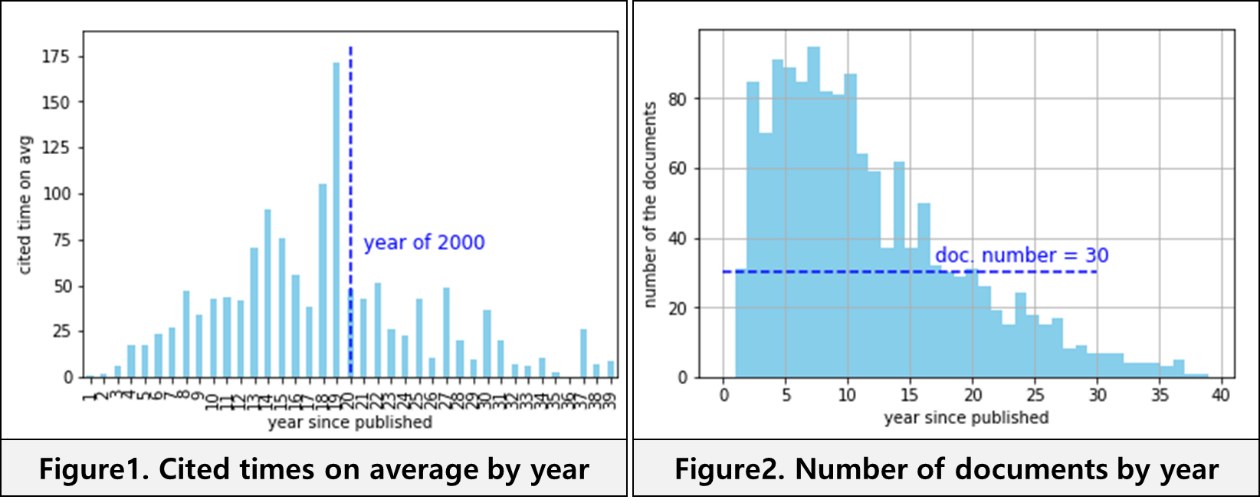 175
150
125
100
75
50
25
0
cited time on avg
year of 2000
1 2 3 4 5 6 7 8 9 10 11 12 13 14 15 16 17 18 19 20 21 22 23 24 25 26 27 28 29 30 31 32 33 34 35 36 37 38 39
year since published
Figure1. Cited times on average by year
80
60
40
20
0
number of the documents
doc. number = 30
0 5 10 15 20 25 30 35 40
year since published
Figure2. Number of documents by year